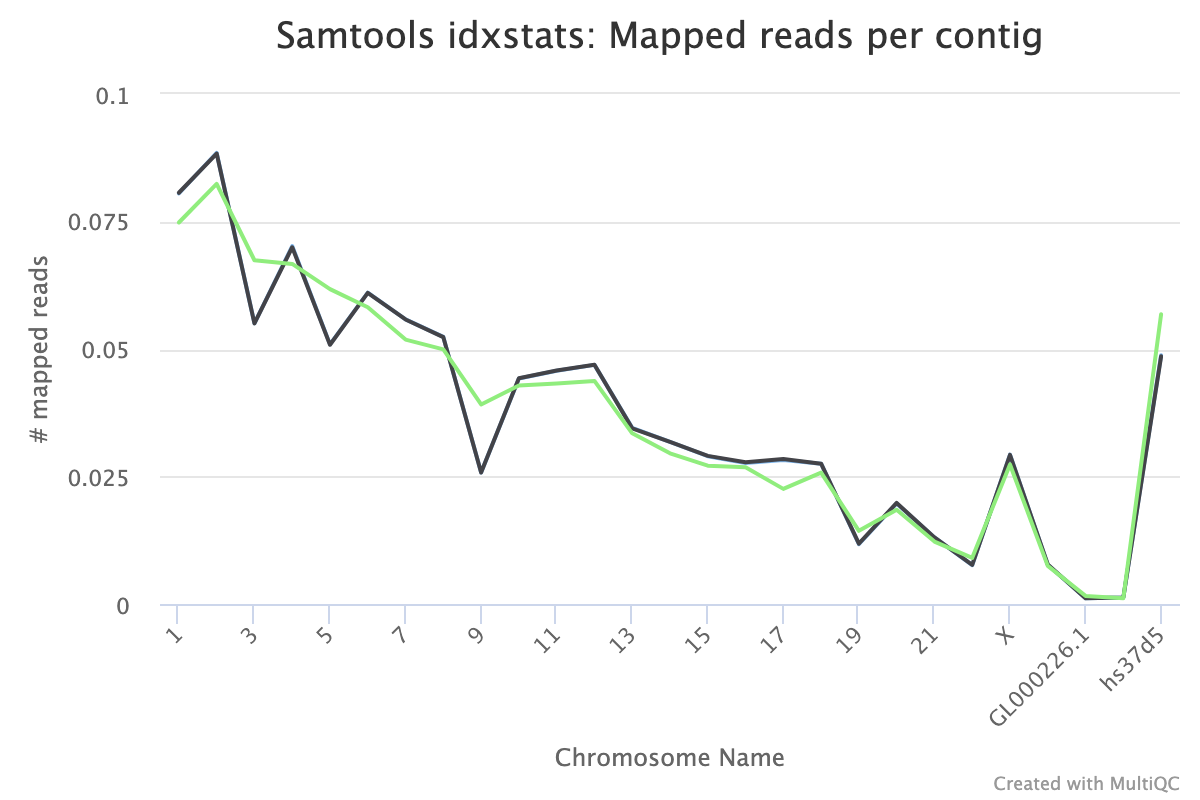 Samtools idxstats: Mapped reads per contig
0.1
0.075
0.05
0.025
0
# mapped reads
1
3
5
7
9
11
13
15
17
19
21
X
GL000226.1
hs37d5
Chromosome Name
Created with MultiQC